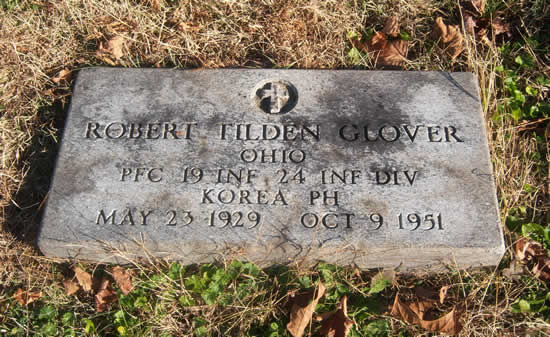 ROBERT TILDEN GLOVER
OHIO
PFC 19 INF 24 INF DIV
KOREA PH
MAY 23 1929 OCT 9 1951